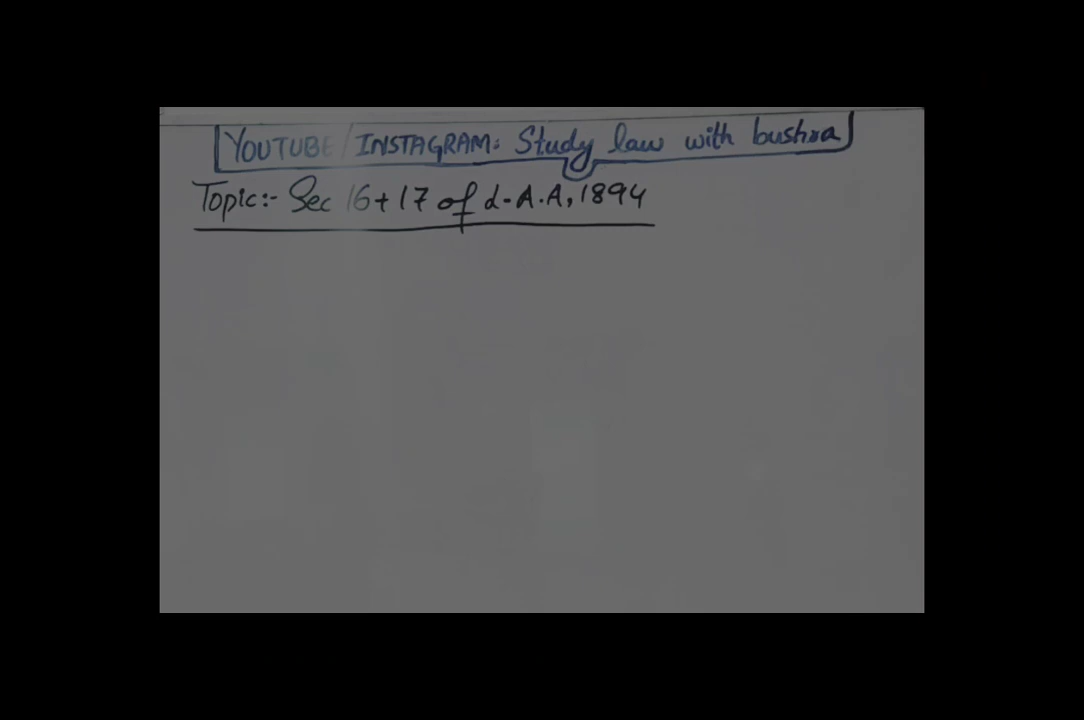 YOUTUBE/INSTAGRAM: Study law with bushra
Topic:- Sec 16+17 of L.A.A, 1894